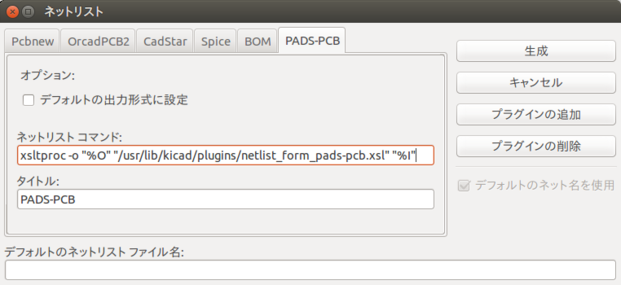 ネットリスト
Pcbnew OrcadPCB2 CadStar Spice BOM PADS-PCB
オプション:
デフォルトの出力形式に設定
ネットリスト コマンド:
xsltproc -o "%O" "/usr/lib/kicad/plugins/netlist_form_pads-pcb.xsl" "%I"
タイトル:
PADS-PCB
生成
キャンセル
プラグインの追加
プラグインの削除
デフォルトのネット名を使用
デフォルトのネットリスト ファイル名: